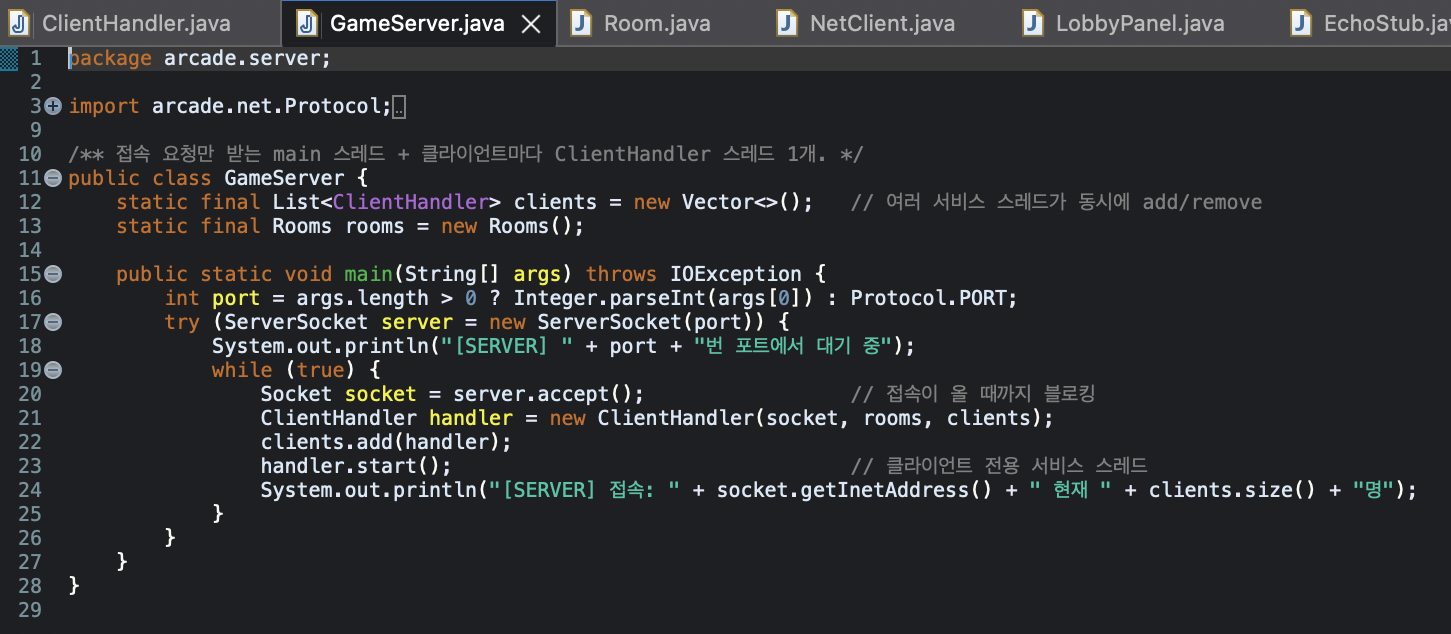 ClientHandler.java GameServer.java Room.java NetClient.java LobbyPanel.java EchoStub.ja
1 package arcade.server;
2
3 import arcade.net.Protocol;
9
10 /** 접속 요청만 받는 main 스레드 + 클라이언트마다 ClientHandler 스레드 1개. */
11 public class GameServer {
12     static final List<ClientHandler> clients = new Vector<>();   // 여러 서비스 스레드가 동시에 add/remove
13     static final Rooms rooms = new Rooms();
14
15     public static void main(String[] args) throws IOException {
16         int port = args.length > 0 ? Integer.parseInt(args[0]) : Protocol.PORT;
17         try (ServerSocket server = new ServerSocket(port)) {
18             System.out.println("[SERVER] " + port + "번 포트에서 대기 중");
19             while (true) {
20                 Socket socket = server.accept();                 // 접속이 올 때까지 블로킹
21                 ClientHandler handler = new ClientHandler(socket, rooms, clients);
22                 clients.add(handler);
23                 handler.start();                                 // 클라이언트 전용 서비스 스레드
24                 System.out.println("[SERVER] 접속: " + socket.getInetAddress() + " 현재 " + clients.size() + "명");
25             }
26         }
27     }
28 }
29